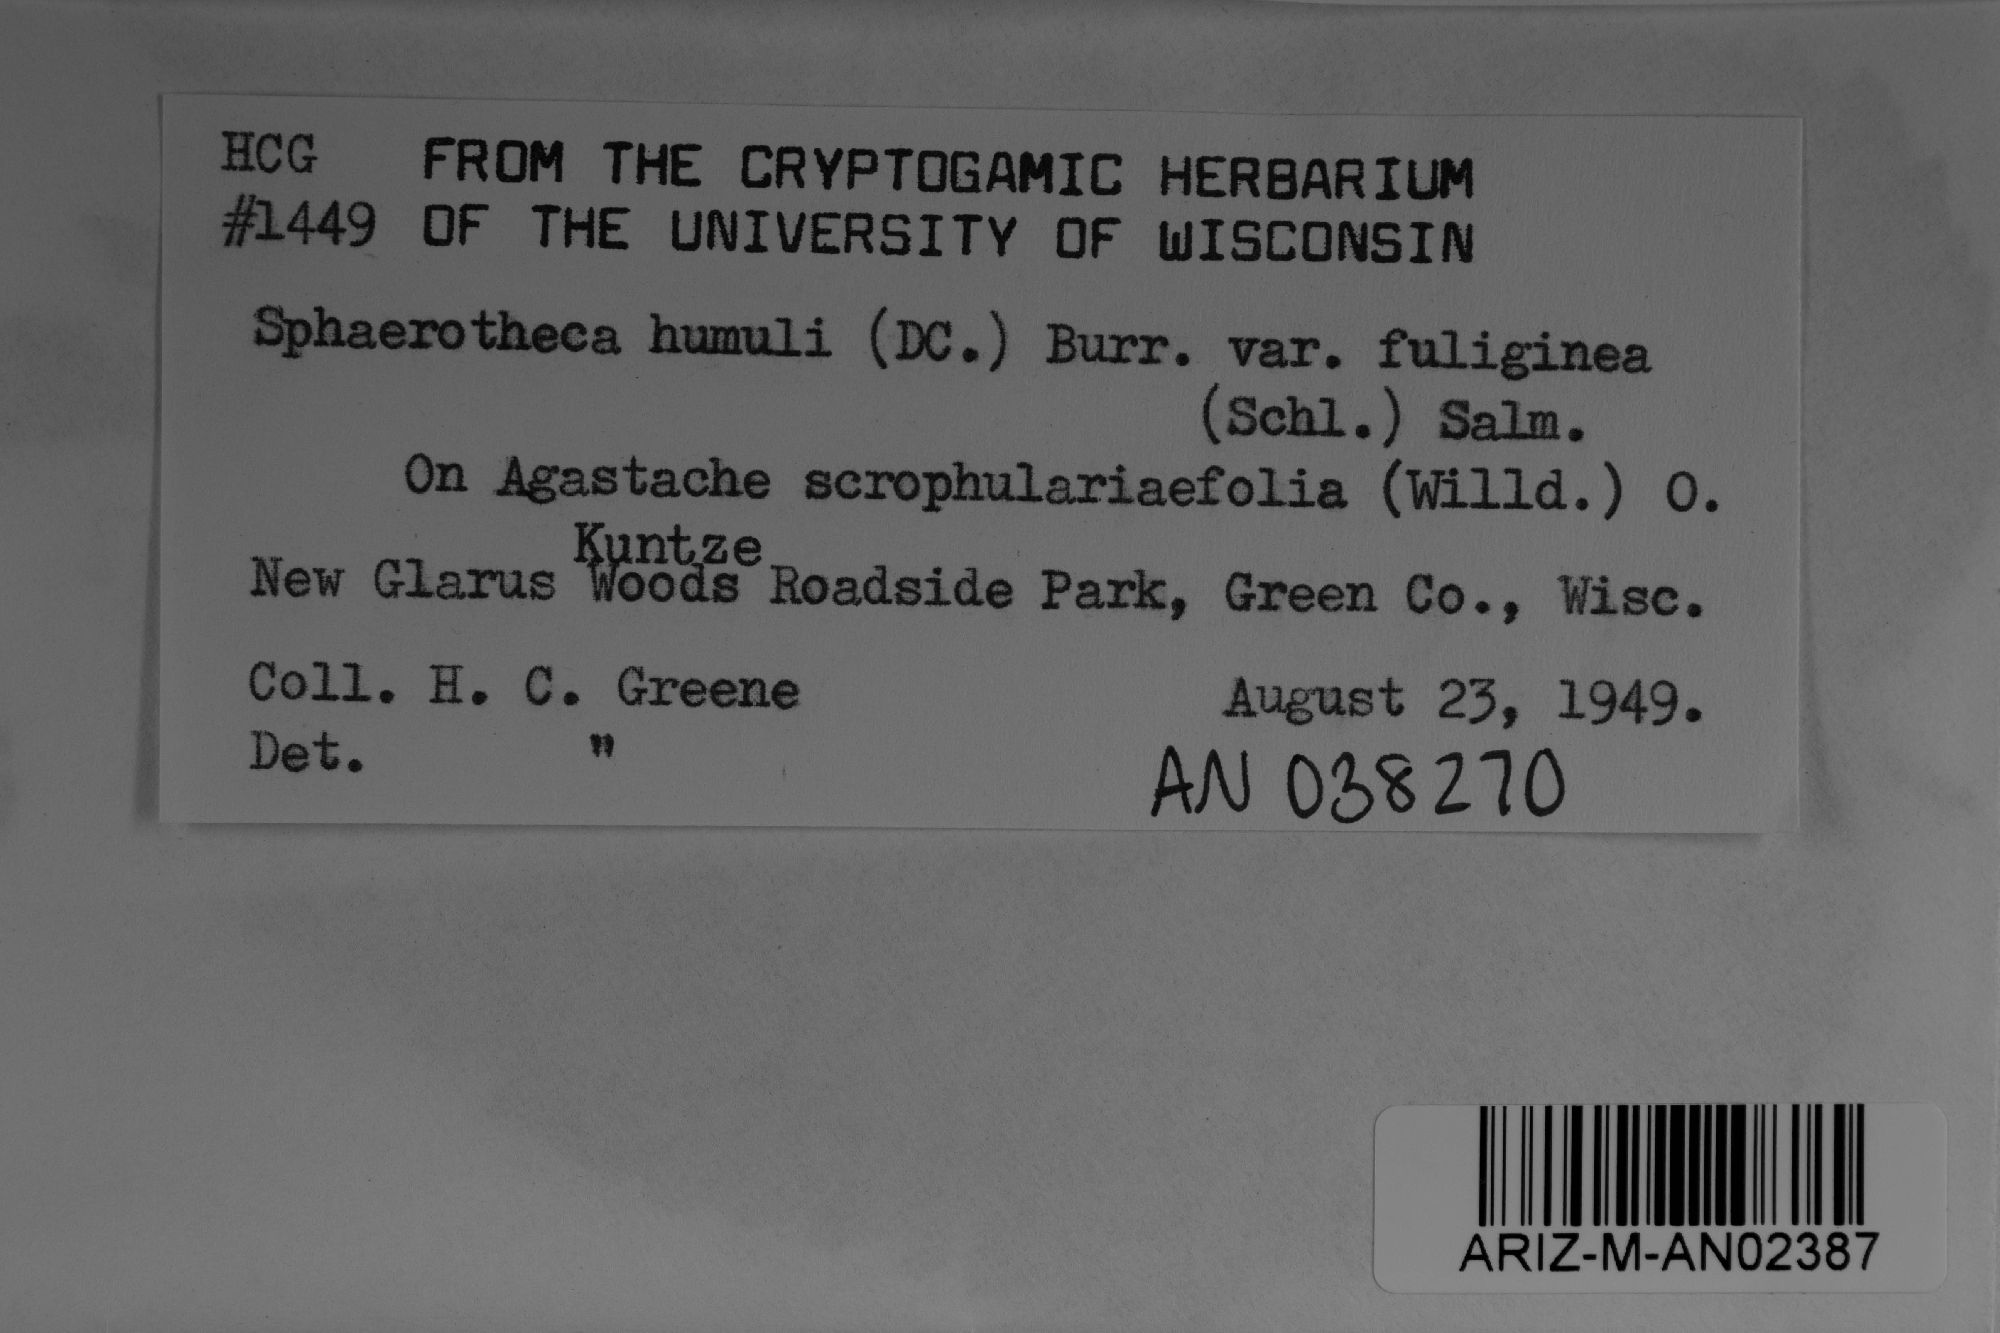 HCG FROM THE CRYPTOGAMIC HERBARIUM
#1449 OF THE UNIVERSITY OF WISCONSIN
Sphaerotheca humuli (DC.) Burr. var. fuliginea
(Schl.) Salm.
On Agastache scrophulariaefolia (Willd.) O.
Kuntze
New Glarus Woods Roadside Park, Green Co., Wisc.
Coll. H. C. Greene August 23, 1949.
Det. "
AN 038270
ARIZ-M-AN02387